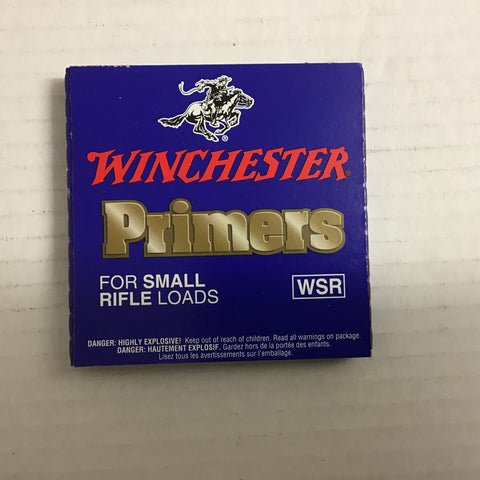 WINCHESTER
Primers
FOR SMALL
RIFLE LOADS
WSR
DANGER: HIGHLY EXPLOSIVE! Keep out of reach of children. Read all warnings on package.
DANGER: HAUTEMENT EXPLOSIF. Gardez hors de la portée des enfants.
Lisez tous les avertissements sur l'emballage.